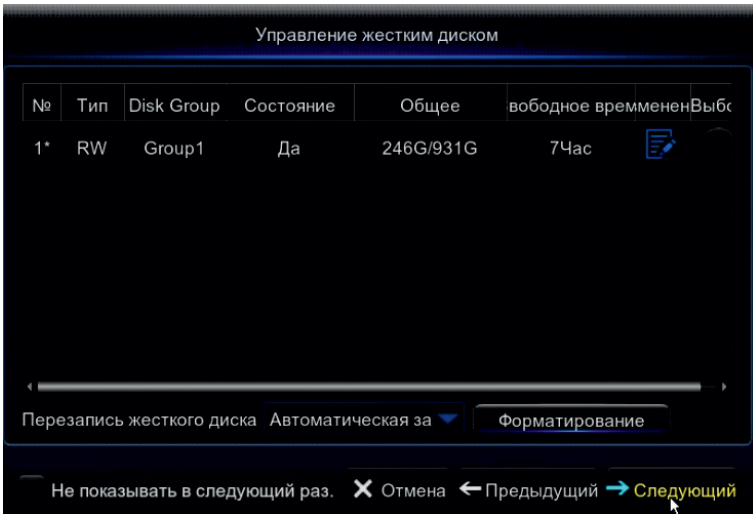 Управление жестким диском
№ Тип Disk Group Состояние Общее вободное врем менен Выбо
1* RW Group1 Да 246G/931G 7Час
Перезапись жесткого диска Автоматическая за Форматирование
Не показывать в следующий раз. Отмена Предыдущий Следующий